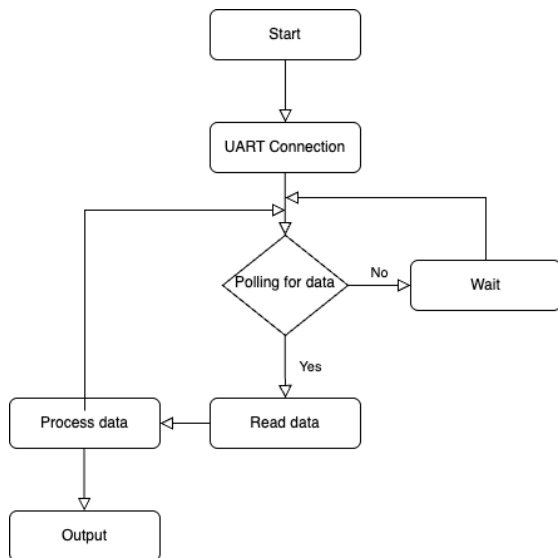 Start
UART Connection
Polling for data
No
Wait
Yes
Process data
Read data
Output